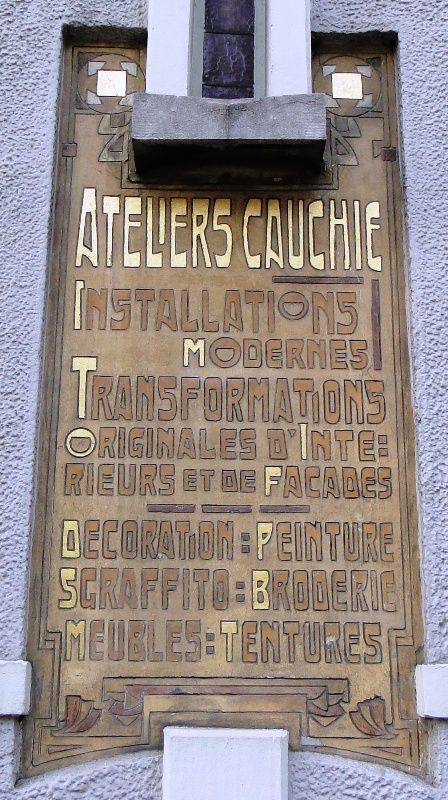 ATELIERS CAUCHIE
INSTALLATIONS
MODERNES
TRANSFORMATIONS
ORIGINALES D'INTE=
RIEURS ET DE FACADES
DECORATION = PEINTURE
SGRAFFITO = BRODERIE
MEUBLES = TENTURES